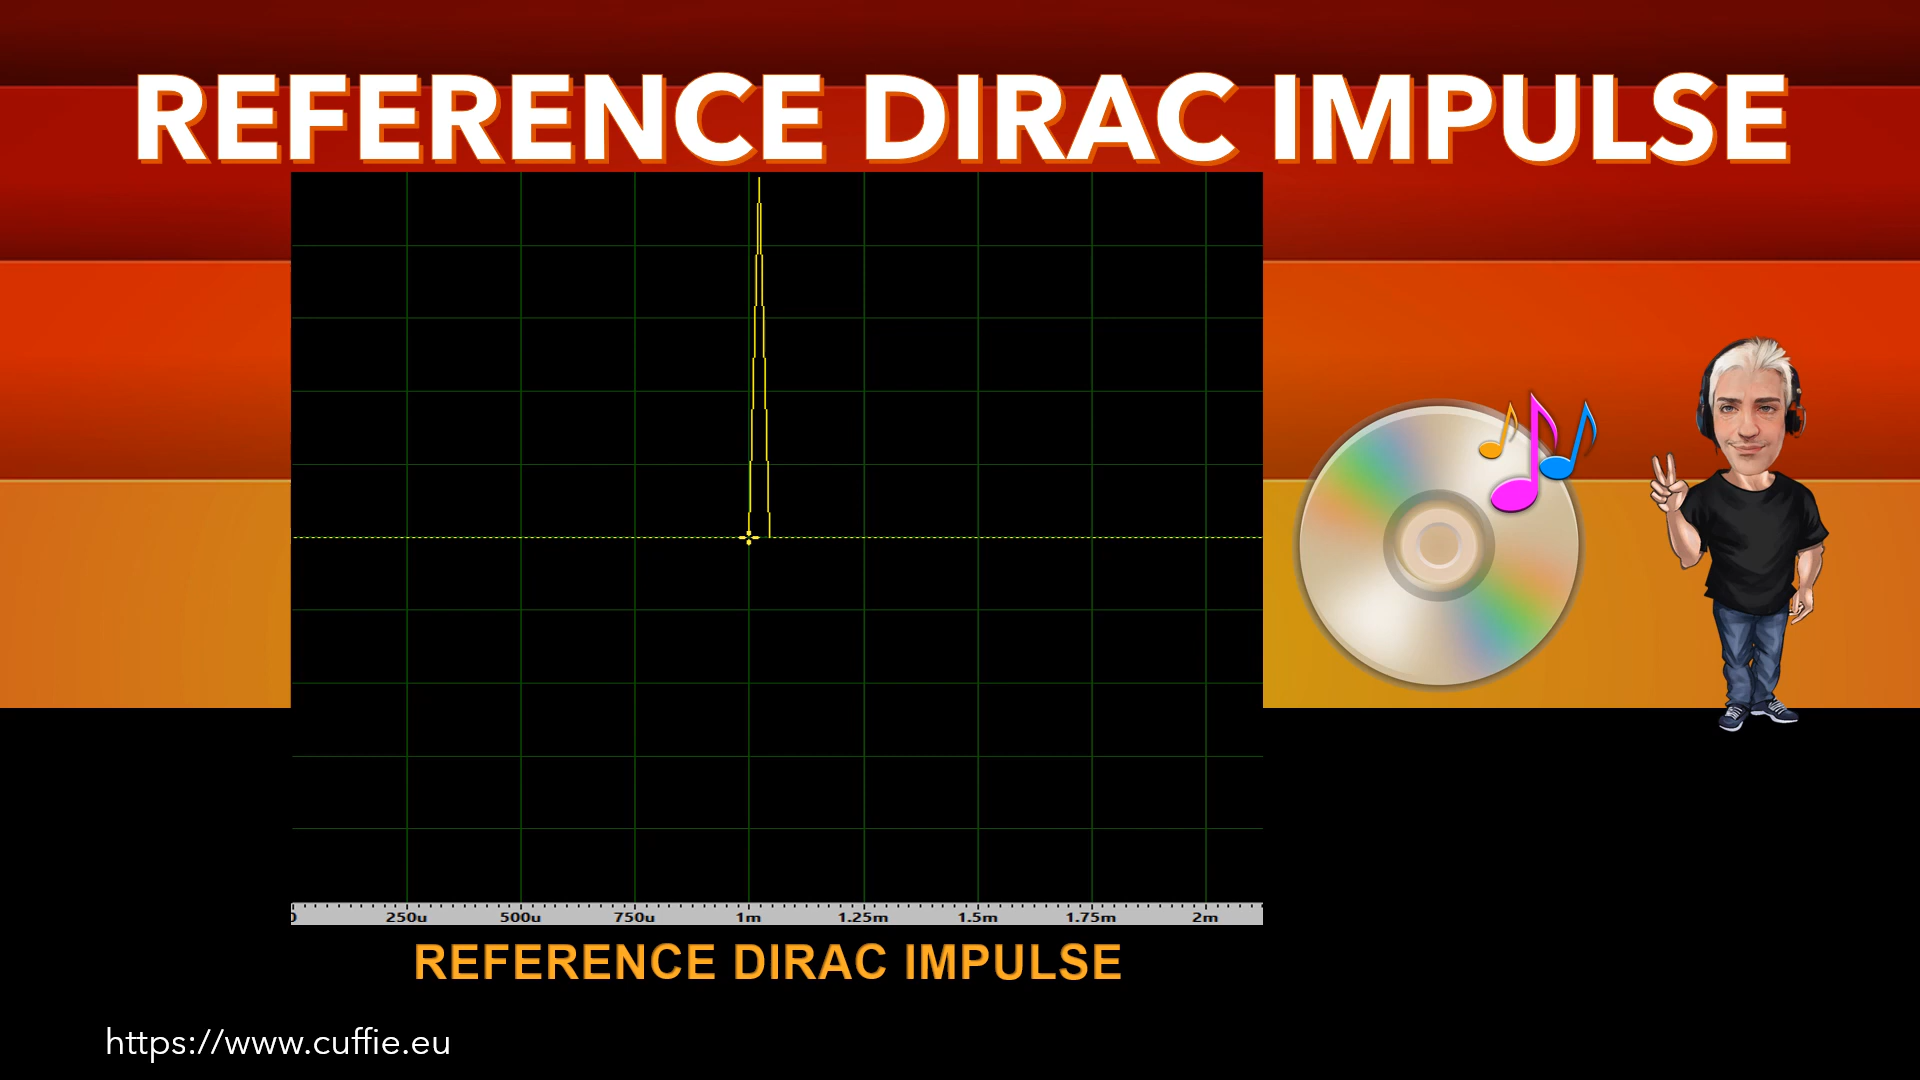 REFERENCE DIRAC IMPULSE
0 250u 500u 750u 1m 1.25m 1.5m 1.75m 2m
REFERENCE DIRAC IMPULSE
https://www.cuffie.eu